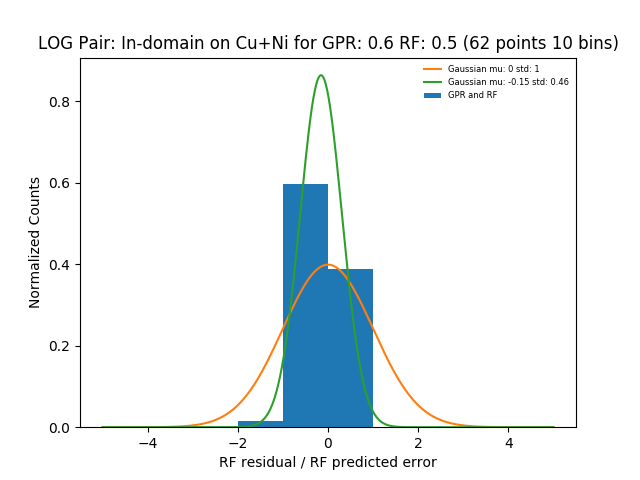 LOG Pair: In-domain on Cu+Ni for GPR: 0.6 RF: 0.5 (62 points 10 bins)
Gaussian mu: 0 std: 1
Gaussian mu: -0.15 std: 0.46
GPR and RF
Normalized Counts
0.8
0.6
0.4
0.2
0.0
−4 −2 0 2 4
RF residual / RF predicted error